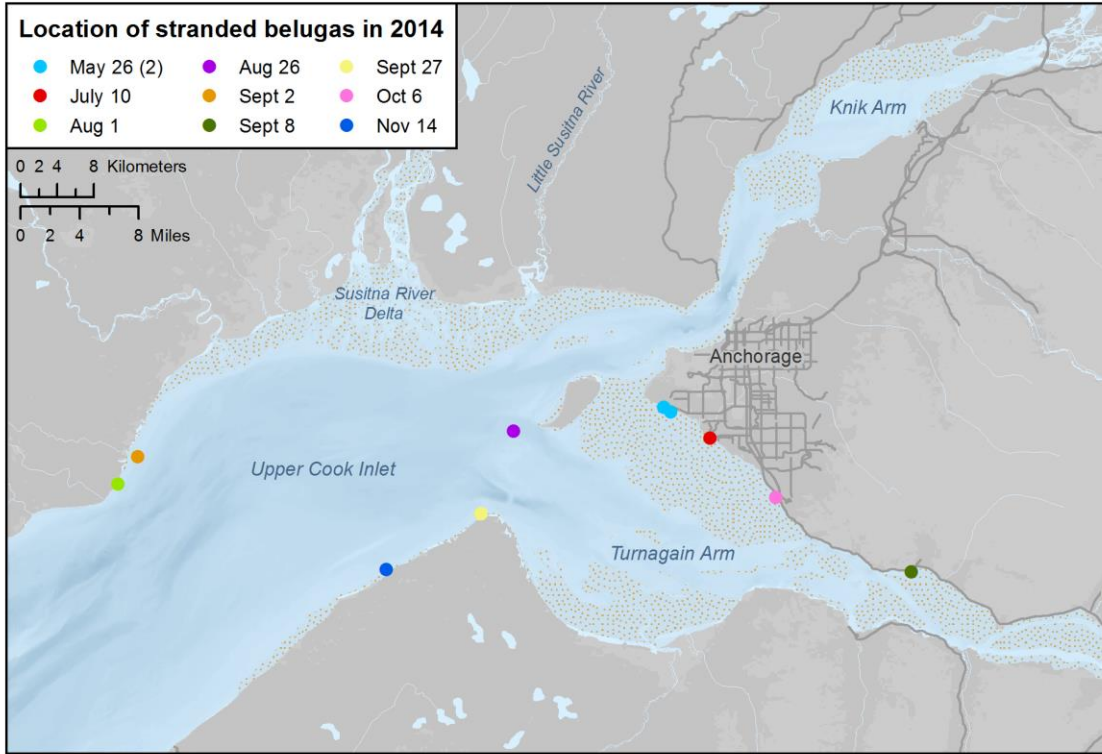 Location of stranded belugas in 2014
May 26 (2)
Aug 26
Sept 27
July 10
Sept 2
Oct 6
Aug 1
Sept 8
Nov 14
0 2 4 8 Kilometers
0 2 4 8 Miles
Little Susitna River
Knik Arm
Susitna River
Delta
Anchorage
Upper Cook Inlet
Turnagain Arm